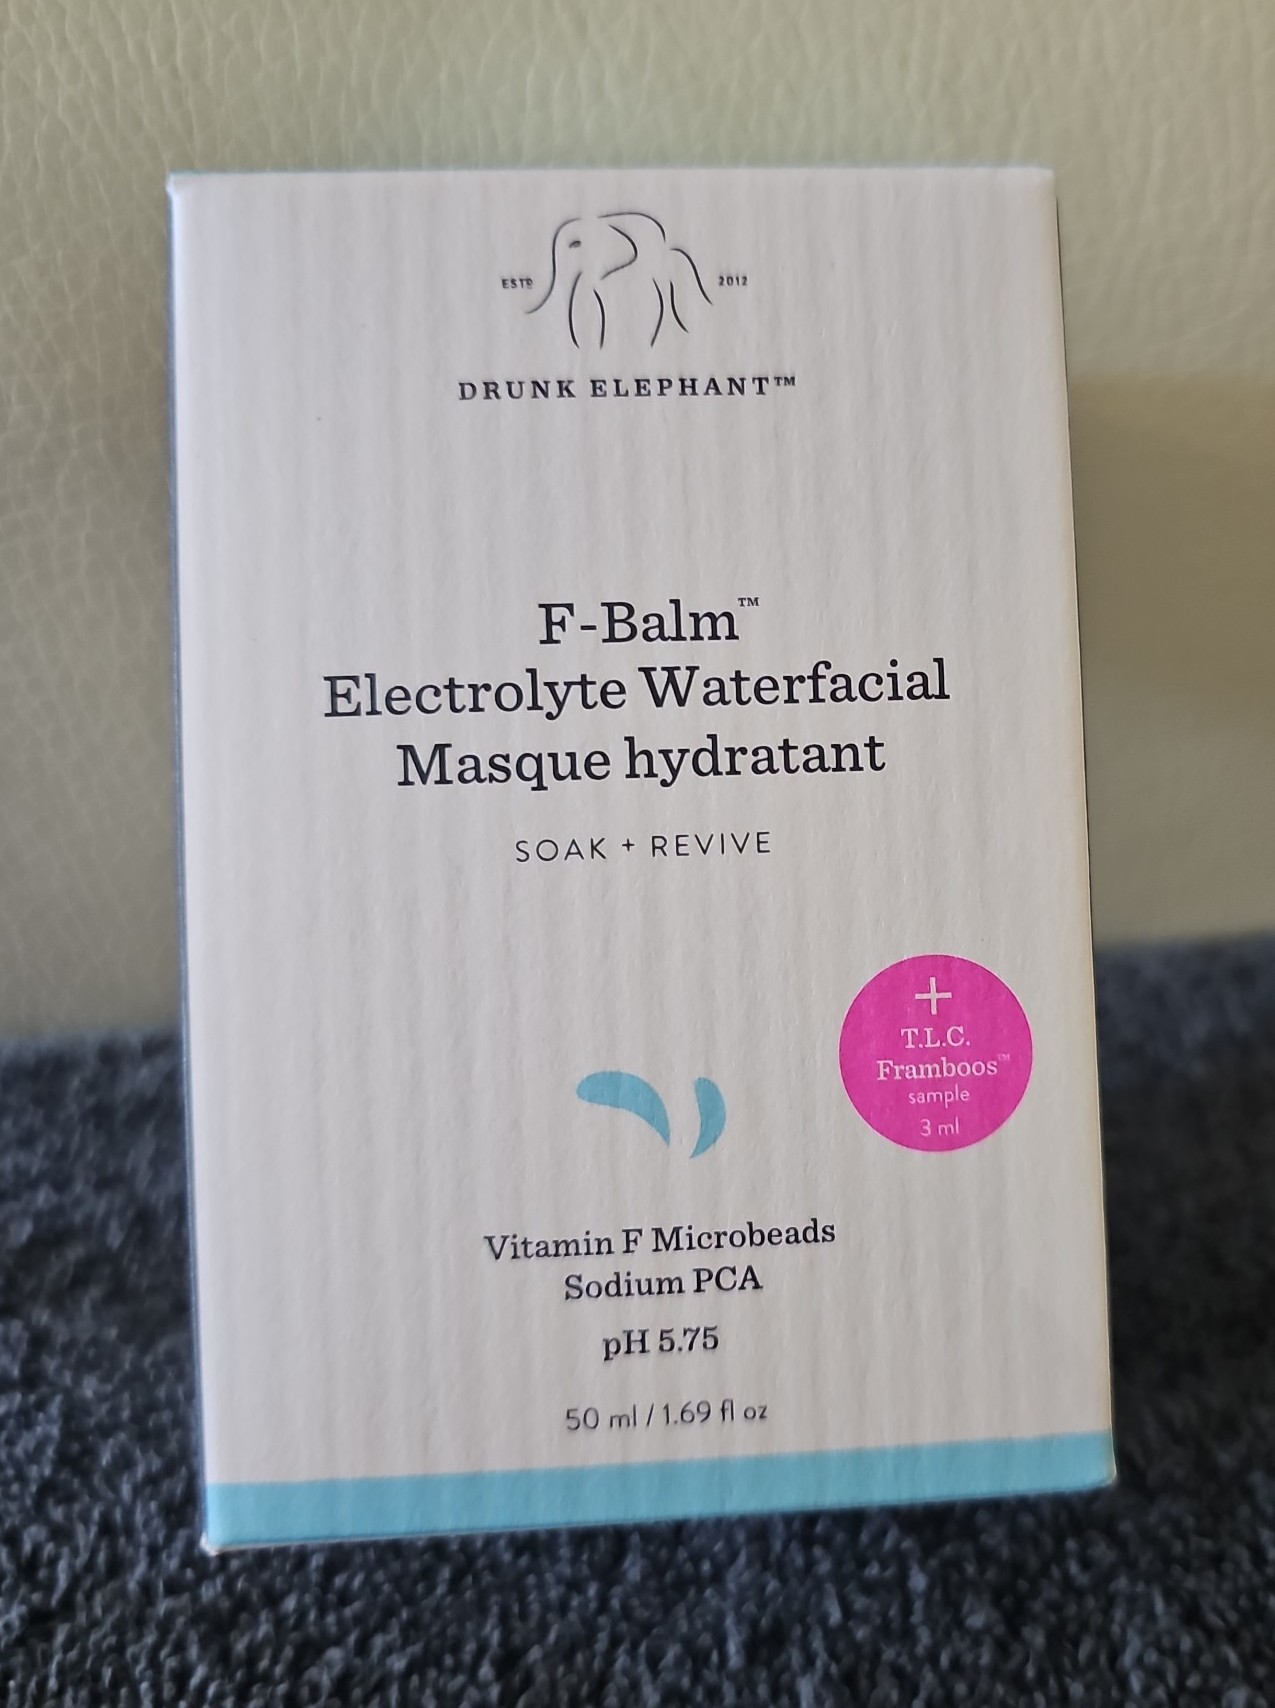 ESTD
2012
DRUNK ELEPHANT™
F-Balm™
Electrolyte Waterfacial
Masque hydratant
SOAK + REVIVE
+
T.L.C.
Framboos™
sample
3 ml
Vitamin F Microbeads
Sodium PCA
pH 5.75
50 ml / 1.69 fl oz